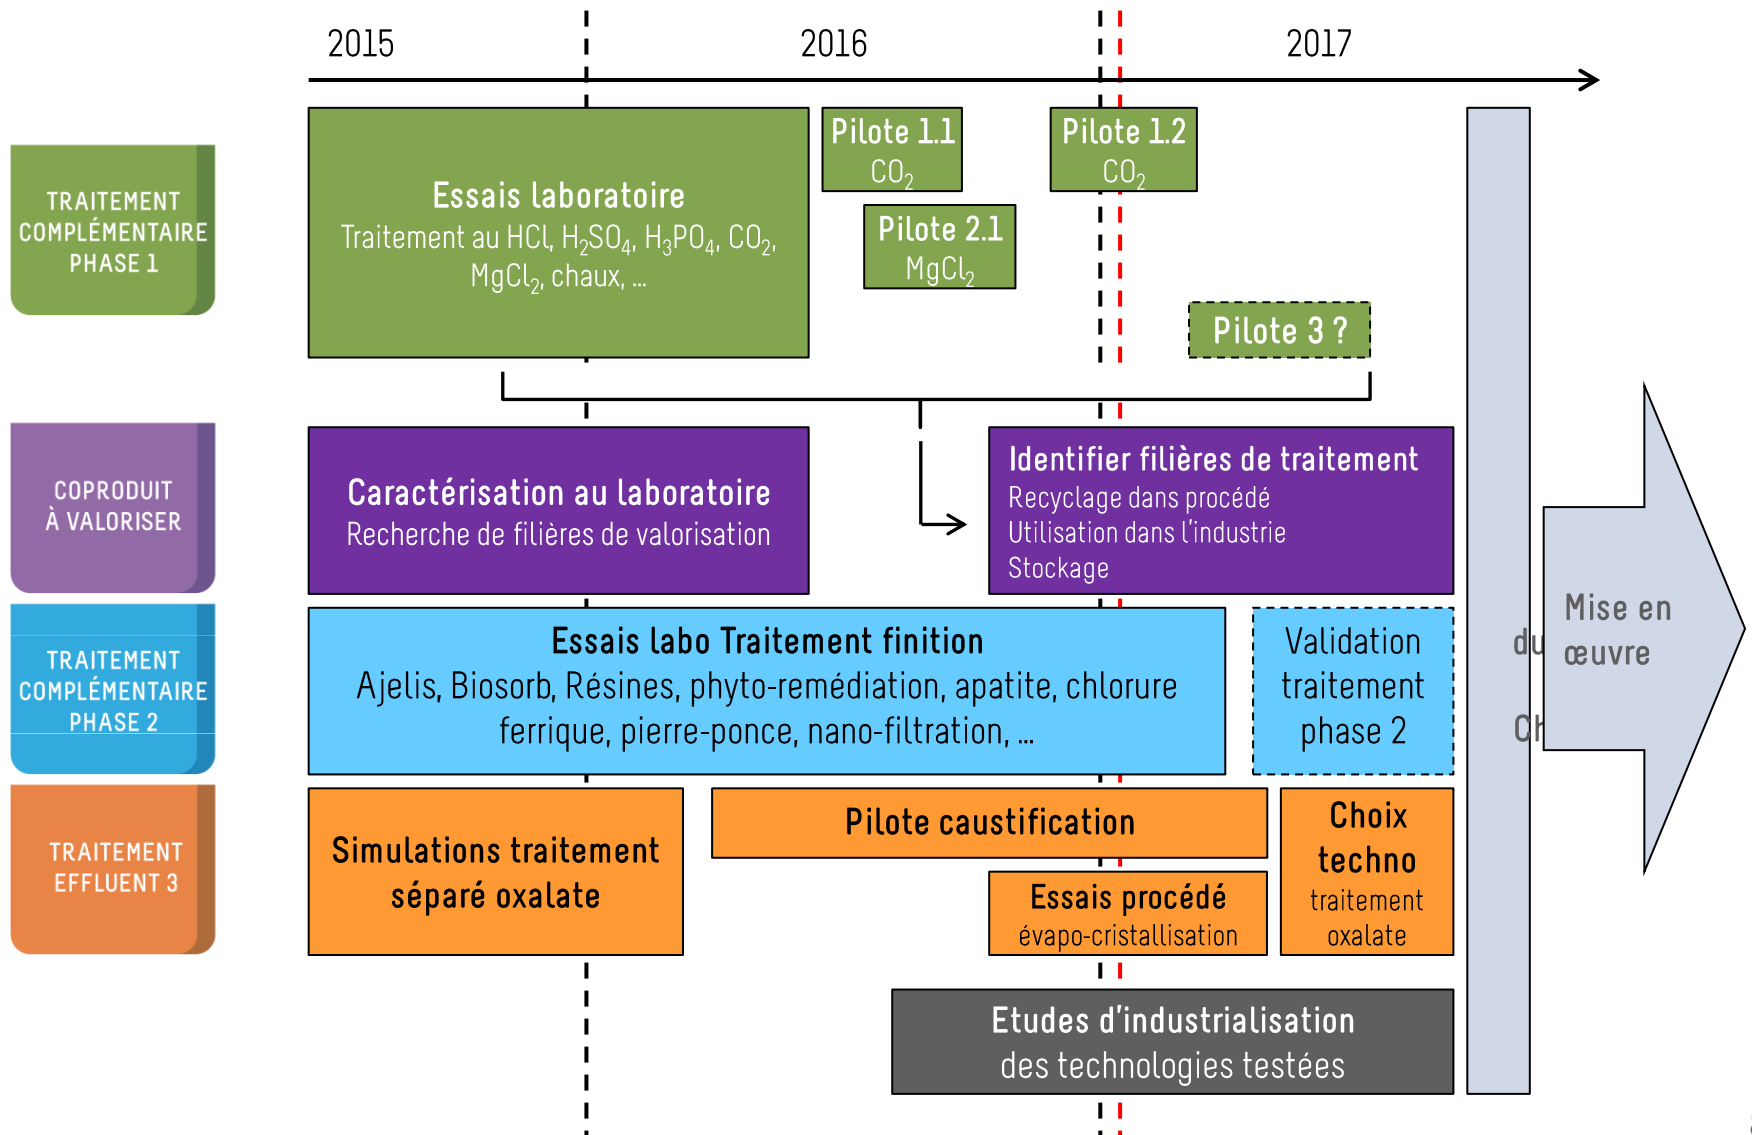 2015
2016
2017
TRAITEMENT
COMPLÉMENTAIRE
PHASE 1
Essais laboratoire
Traitement au HCl, H₂SO₄, H₃PO₄, CO₂,
MgCl₂, chaux, ...
Pilote 1.1
CO₂
Pilote 2.1
MgCl₂
Pilote 1.2
CO₂
Pilote 3 ?
COPRODUIT
À VALORISER
Caractérisation au laboratoire
Recherche de filières de valorisation
Identifier filières de traitement
Recyclage dans procédé
Utilisation dans l'industrie
Stockage
TRAITEMENT
COMPLÉMENTAIRE
PHASE 2
Essais labo Traitement finition
Ajelis, Biosorb, Résines, phyto-remédiation, apatite, chlorure
ferrique, pierre-ponce, nano-filtration, ...
Validation
traitement
phase 2
Mise en
œuvre
TRAITEMENT
EFFLUENT 3
Simulations traitement
séparé oxalate
Pilote caustification
Essais procédé
évapo-cristallisation
Choix
techno
traitement
oxalate
Etudes d'industrialisation
des technologies testées